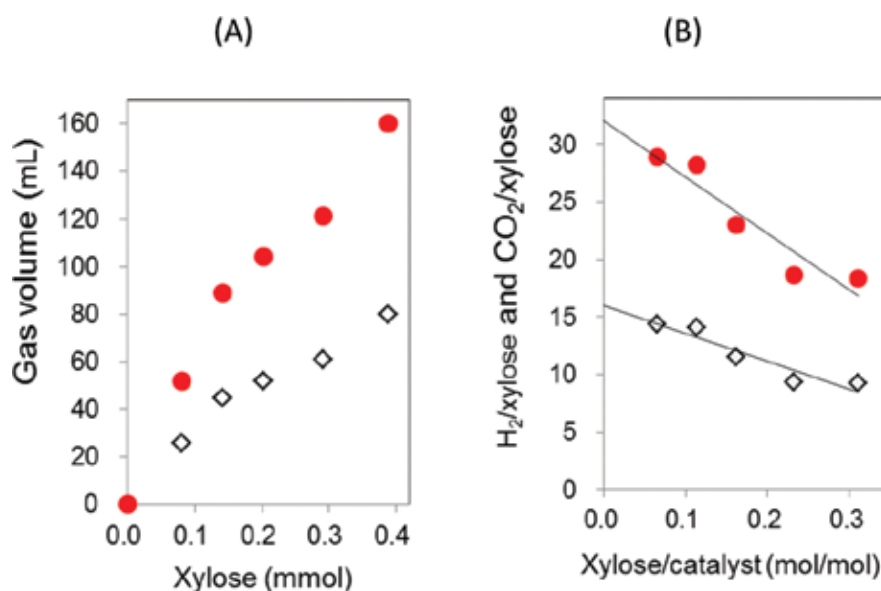 (A)
Gas volume (mL)
160
140
120
100
80
60
40
20
0
0.0 0.1 0.2 0.3 0.4
Xylose (mmol)
(B)
H₂/xylose and CO₂/xylose
30
25
20
15
10
5
0
0.0 0.1 0.2 0.3
Xylose/catalyst (mol/mol)